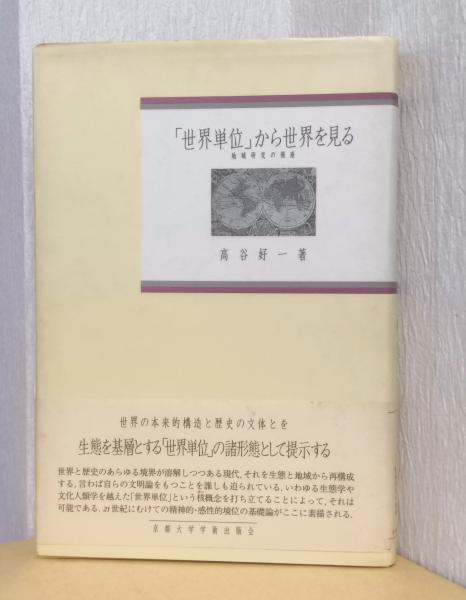 「世界単位」から世界を見る
地域研究の視座
高谷好一著
世界の本来的構造と歴史の文体とを
生態を基層とする「世界単位」の諸形態として提示する
世界と歴史のあらゆる境界が溶解しつつある現代、それを生態と地域から再構成
する, 言わば自らの文明論をもつことを誰しも迫られている. いわゆる生態学や
文化人類学を越えた「世界単位」という核概念を打ち立てることによって, それは
可能である. 21世紀にむけての精神的・感性的境位の基礎論がここに素描される.
京都大学学術出版会